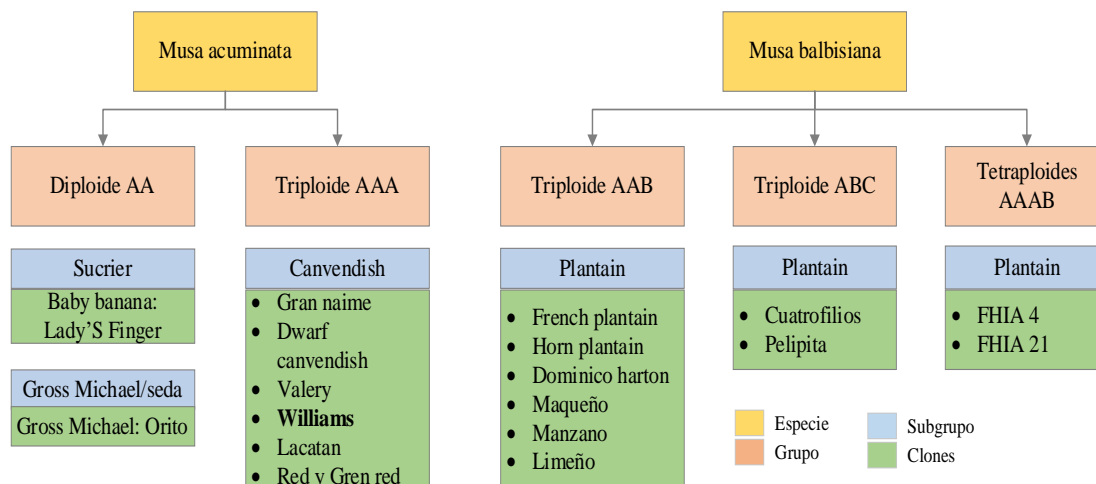 Musa acuminata
Musa balbisiana
Diploide AA
Triploide AAA
Triploide AAB
Triploide ABC
Tetraploides
AAAB
Sucrier
Baby banana:
Lady’S Finger
Gross Michael/seda
Gross Michael: Orito
Canvendish
• Gran naime
• Dwarf
canvendish
• Valery
• Williams
• Lacatan
• Red y Gren red
Plantain
• French plantain
• Horn plantain
• Dominico harton
• Maqueño
• Manzano
• Limeño
Plantain
• Cuatrofilios
• Pelipita
Plantain
• FHIA 4
• FHIA 21
Especie
Grupo
Subgrupo
Clones